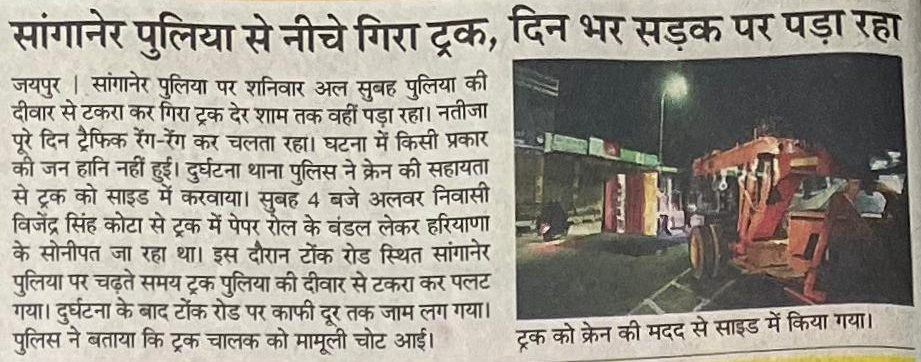 सांगानेर पुलिया से नीचे गिरा ट्रक, दिन भर सड़क पर पड़ा रहा
जयपुर | सांगानेर पुलिया पर शनिवार अल सुबह पुलिया की
दीवार से टकरा कर गिरा ट्रक देर शाम तक वहीं पड़ा रहा। नतीजा
पूरे दिन ट्रैफिक रेंग-रेंग कर चलता रहा। घटना में किसी प्रकार
की जन हानि नहीं हुई। दुर्घटना थाना पुलिस ने क्रेन की सहायता
से ट्रक को साइड में करवाया। सुबह 4 बजे अलवर निवासी
विजेंद्र सिंह कोटा से ट्रक में पेपर रोल के बंडल लेकर हरियाणा
के सोनीपत जा रहा था। इस दौरान टोंक रोड स्थित सांगानेर
पुलिया पर चढ़ते समय ट्रक पुलिया की दीवार से टकरा कर पलट
गया। दुर्घटना के बाद टोंक रोड पर काफी दूर तक जाम लग गया।
पुलिस ने बताया कि ट्रक चालक को मामूली चोट आई।
ट्रक को क्रेन की मदद से साइड में किया गया।